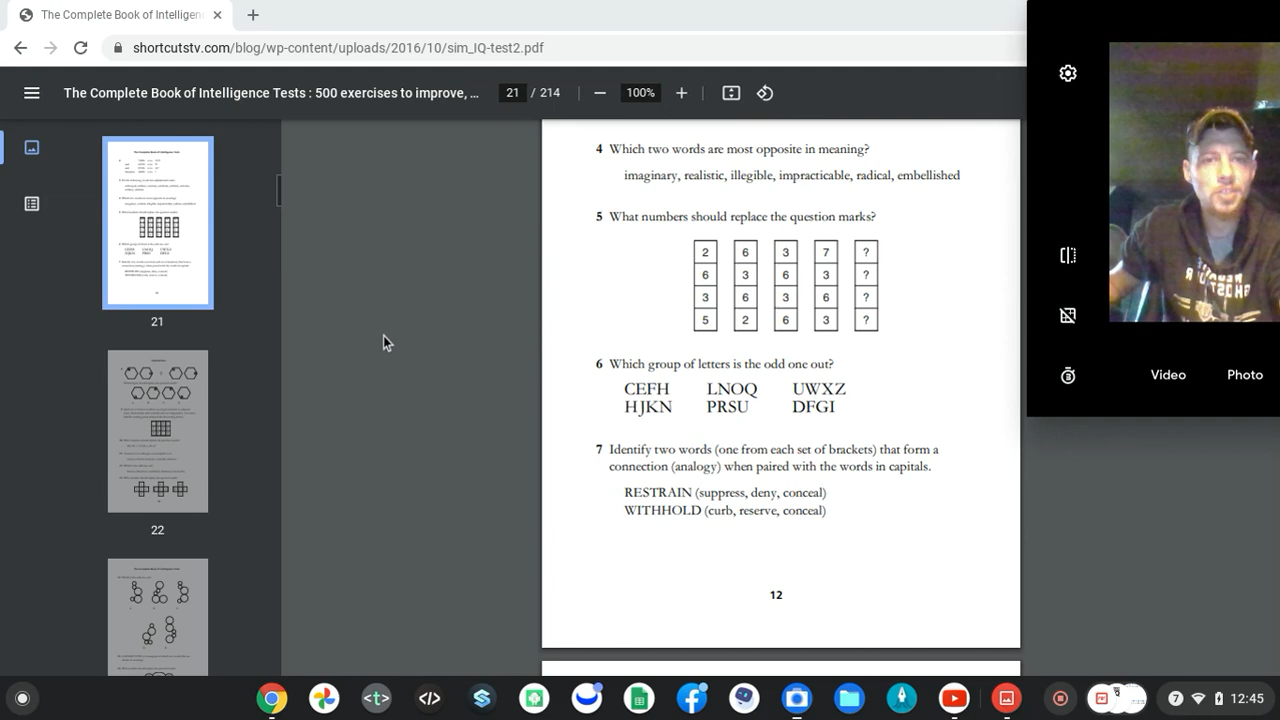 The Complete Book of Intelligen
shortcutstv.com/blog/wp-content/uploads/2016/10/sim_IQ-test2.pdf
The Complete Book of Intelligence Tests : 500 exercises to improve, ...
21 / 214
100%
21
22
4 Which two words are most opposite in meaning?
imaginary, realistic, illegible, impracticable, radical, embellished
5 What numbers should replace the question marks?
2 6 3 7 ?
6 3 6 3 ?
3 6 3 6 ?
5 2 6 3 ?
6 Which group of letters is the odd one out?
CEFH LNOQ UWXZ
HJKN PRSU DFGI
7 Identify two words (one from each set of brackets) that form a
connection (analogy) when paired with the words in capitals.
RESTRAIN (suppress, deny, conceal)
WITHHOLD (curb, reserve, conceal)
12
Video Photo
7 12:45